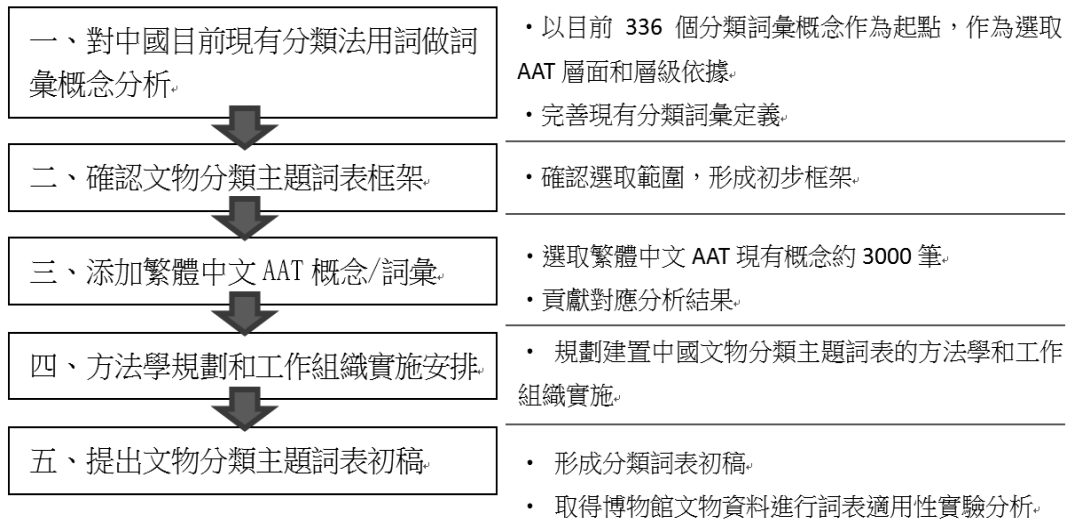 一、對中國目前現有分類法用詞做詞
彙概念分析
・以目前 336 個分類詞彙概念作為起點，作為選取
AAT 層面和層級依據
・完善現有分類詞彙定義
二、確認文物分類主題詞表框架
・確認選取範圍，形成初步框架
三、添加繁體中文 AAT 概念/詞彙
・選取繁體中文 AAT 現有概念約 3000 筆
・貢獻對應分析結果
四、方法學規劃和工作組織實施安排
・ 規劃建置中國文物分類主題詞表的方法學和工作
組織實施
五、提出文物分類主題詞表初稿
・ 形成分類詞表初稿
・ 取得博物館文物資料進行詞表適用性實驗分析